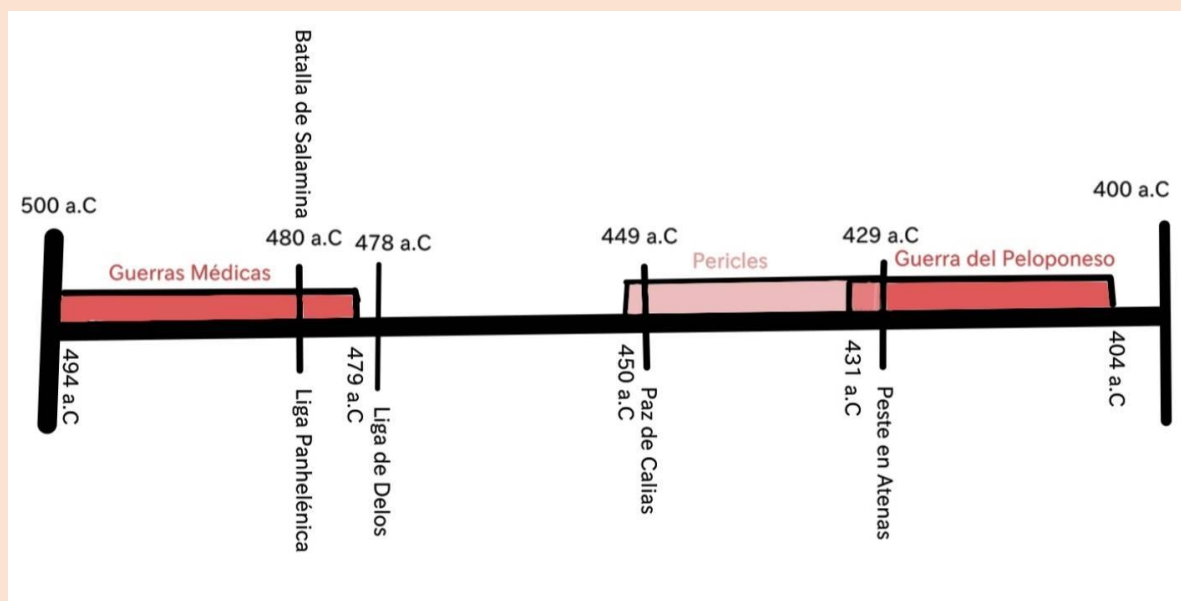 Batalla de Salamina
500 a.C
400 a.C
480 a.C
478 a.C
449 a.C
429 a.C
Guerras Médicas
Pericles
Guerra del Peloponeso
494 a.C
479 a.C
450 a.C
431 a.C
404 a.C
Liga Panhelénica
Liga de Delos
Paz de Calias
Peste en Atenas